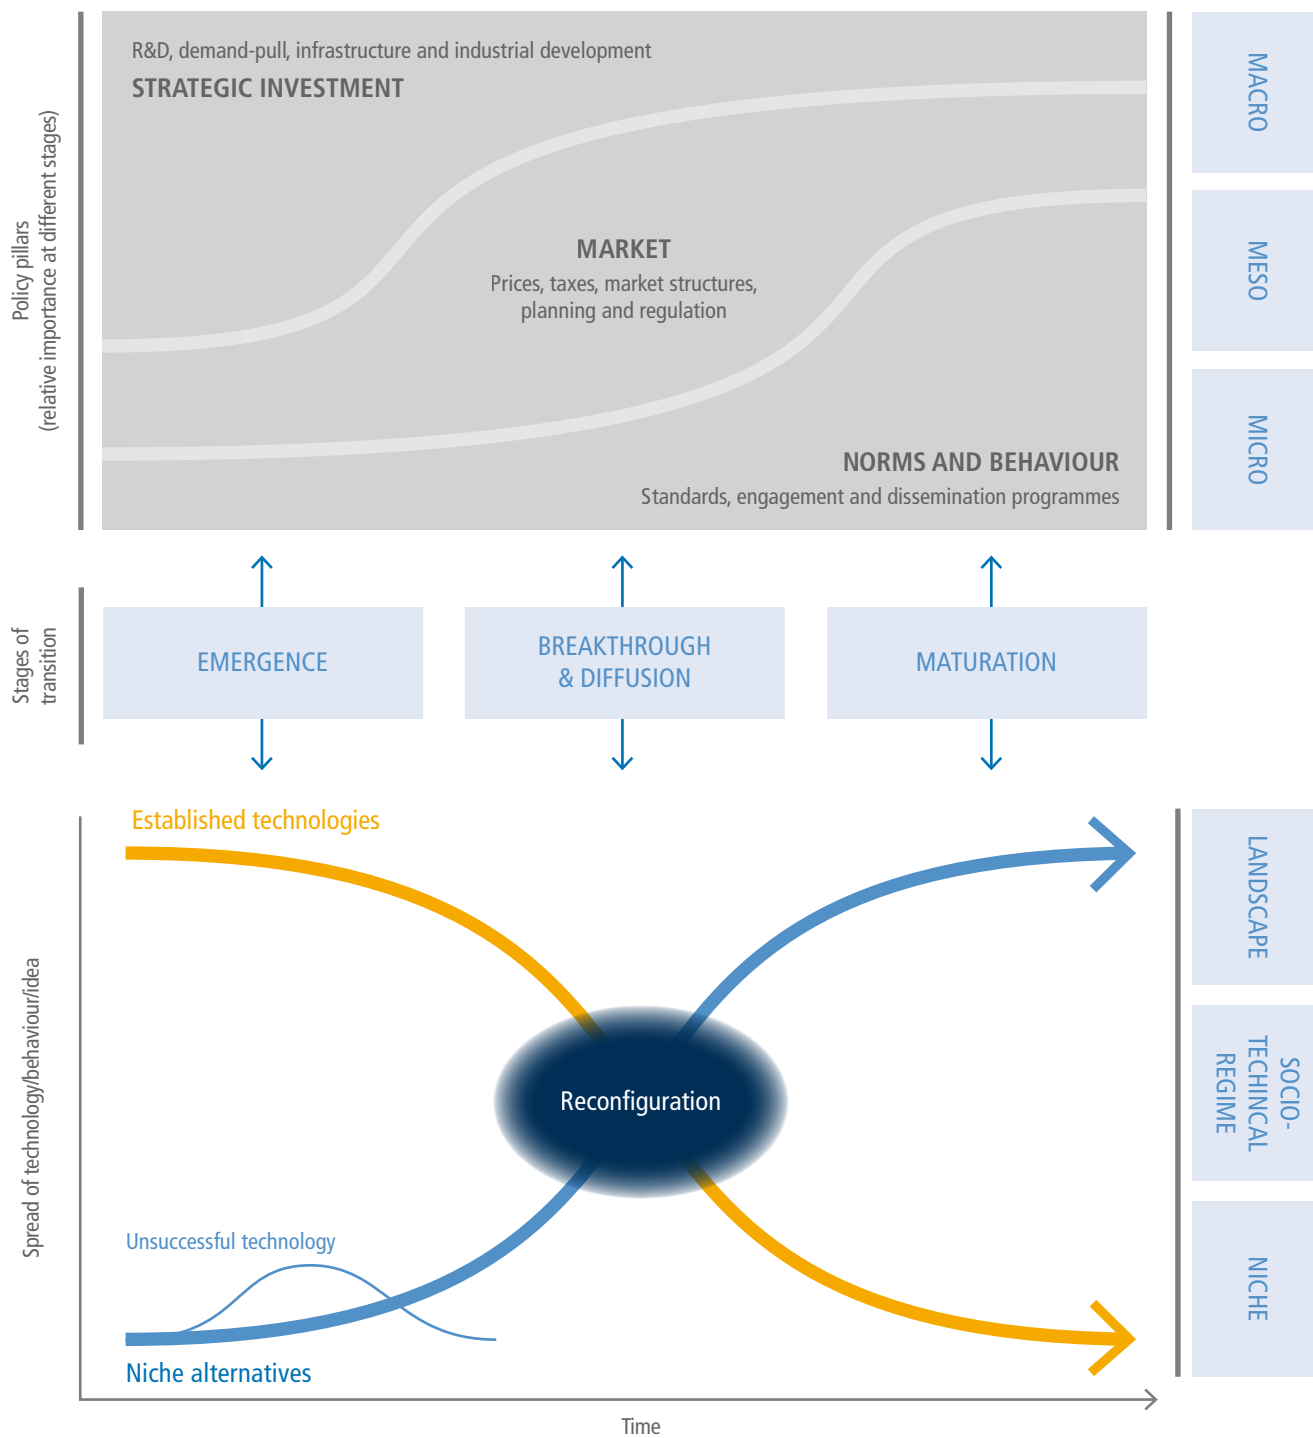 Policy pillars
(relative importance at different stages)
R&D, demand-pull, infrastructure and industrial development
STRATEGIC INVESTMENT
MARKET
Prices, taxes, market structures,
planning and regulation
NORMS AND BEHAVIOUR
Standards, engagement and dissemination programmes
MACRO
MESO
MICRO
Stages of
transition
EMERGENCE
BREAKTHROUGH
& DIFFUSION
MATURATION
Spread of technology/behaviour/idea
Established technologies
Reconfiguration
Unsuccessful technology
Niche alternatives
Time
LANDSCAPE
SOCIO-
TECHINCAL
REGIME
NICHE